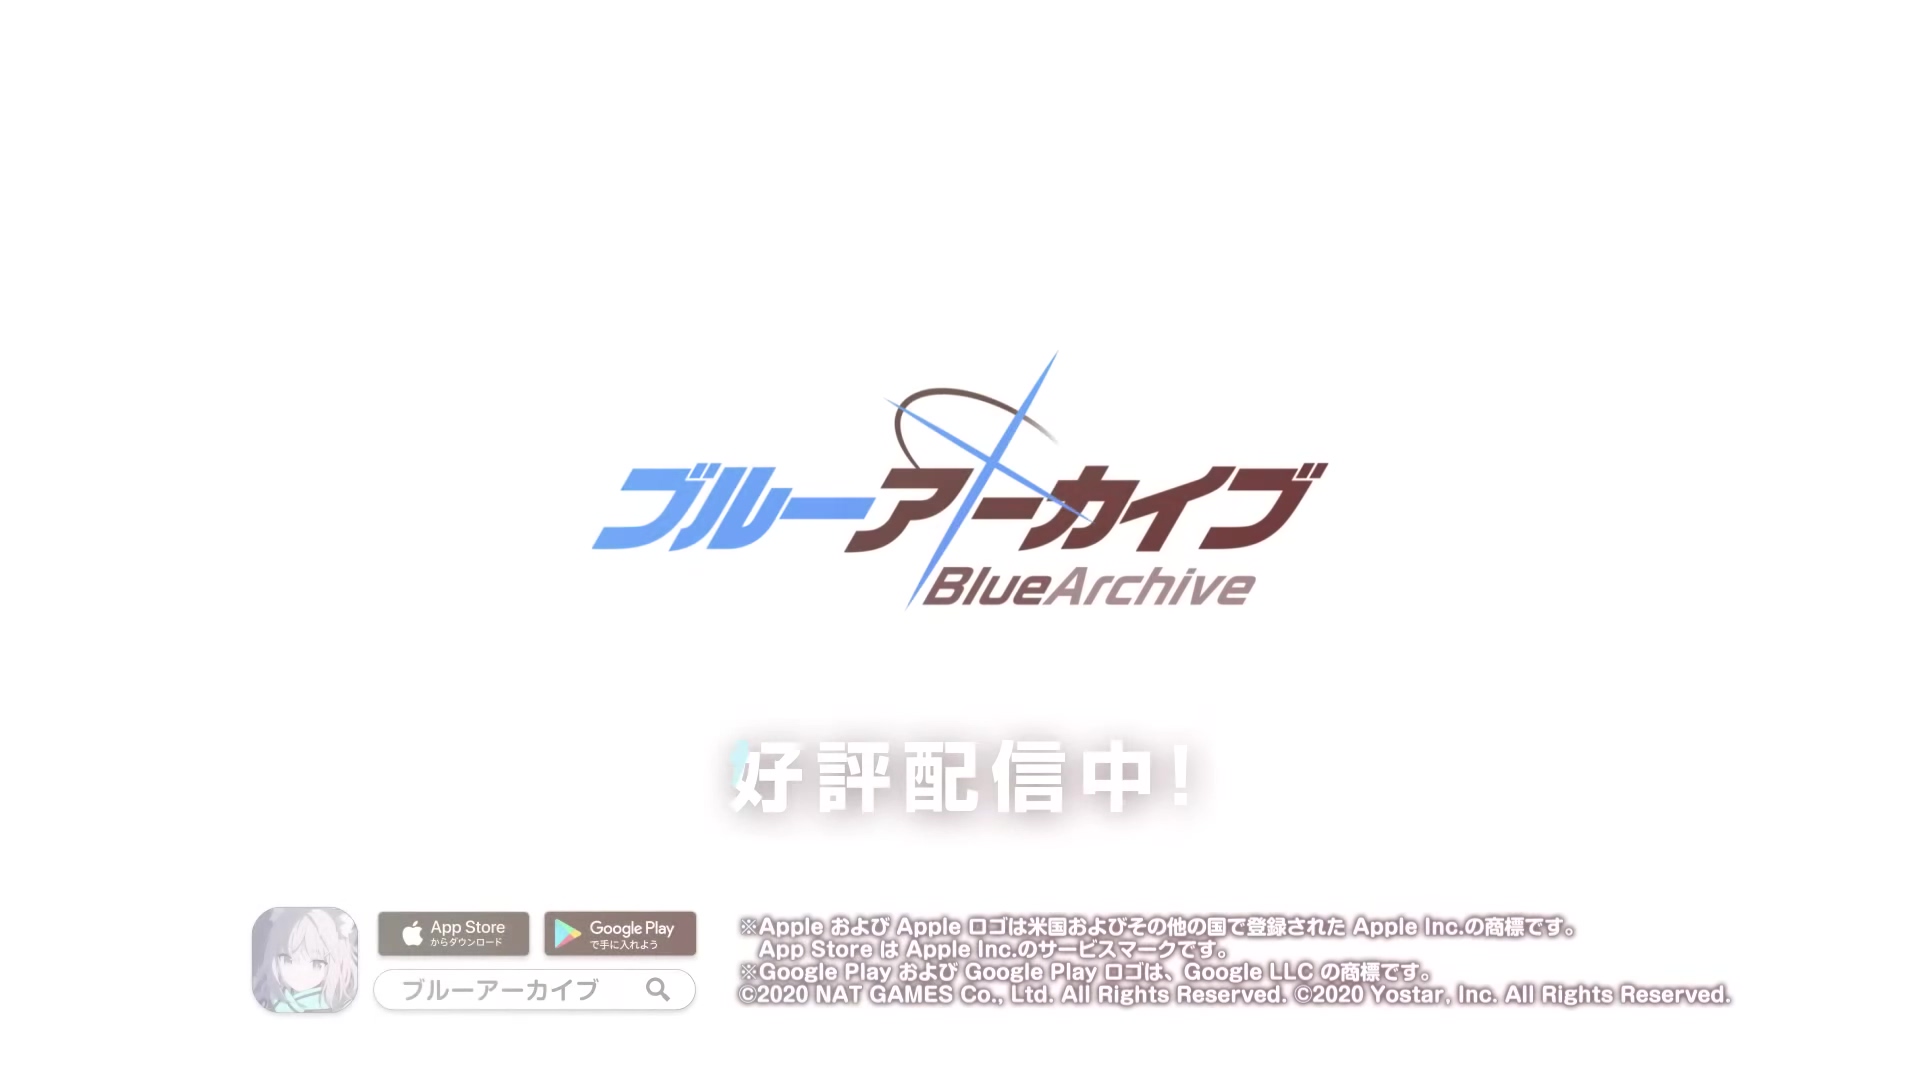 ブルーアーカイブ
BlueArchive
好評配信中!
App Store
からダウンロード
Google Play
で手に入れよう
ブルーアーカイブ
※Apple および Apple ロゴは米国およびその他の国で登録された Apple Inc.の商標です。
App Store は Apple Inc.のサービスマークです。
※Google Play および Google Play ロゴは、Google LLC の商標です。
©2020 NAT GAMES Co., Ltd. All Rights Reserved. ©2020 Yostar, Inc. All Rights Reserved.